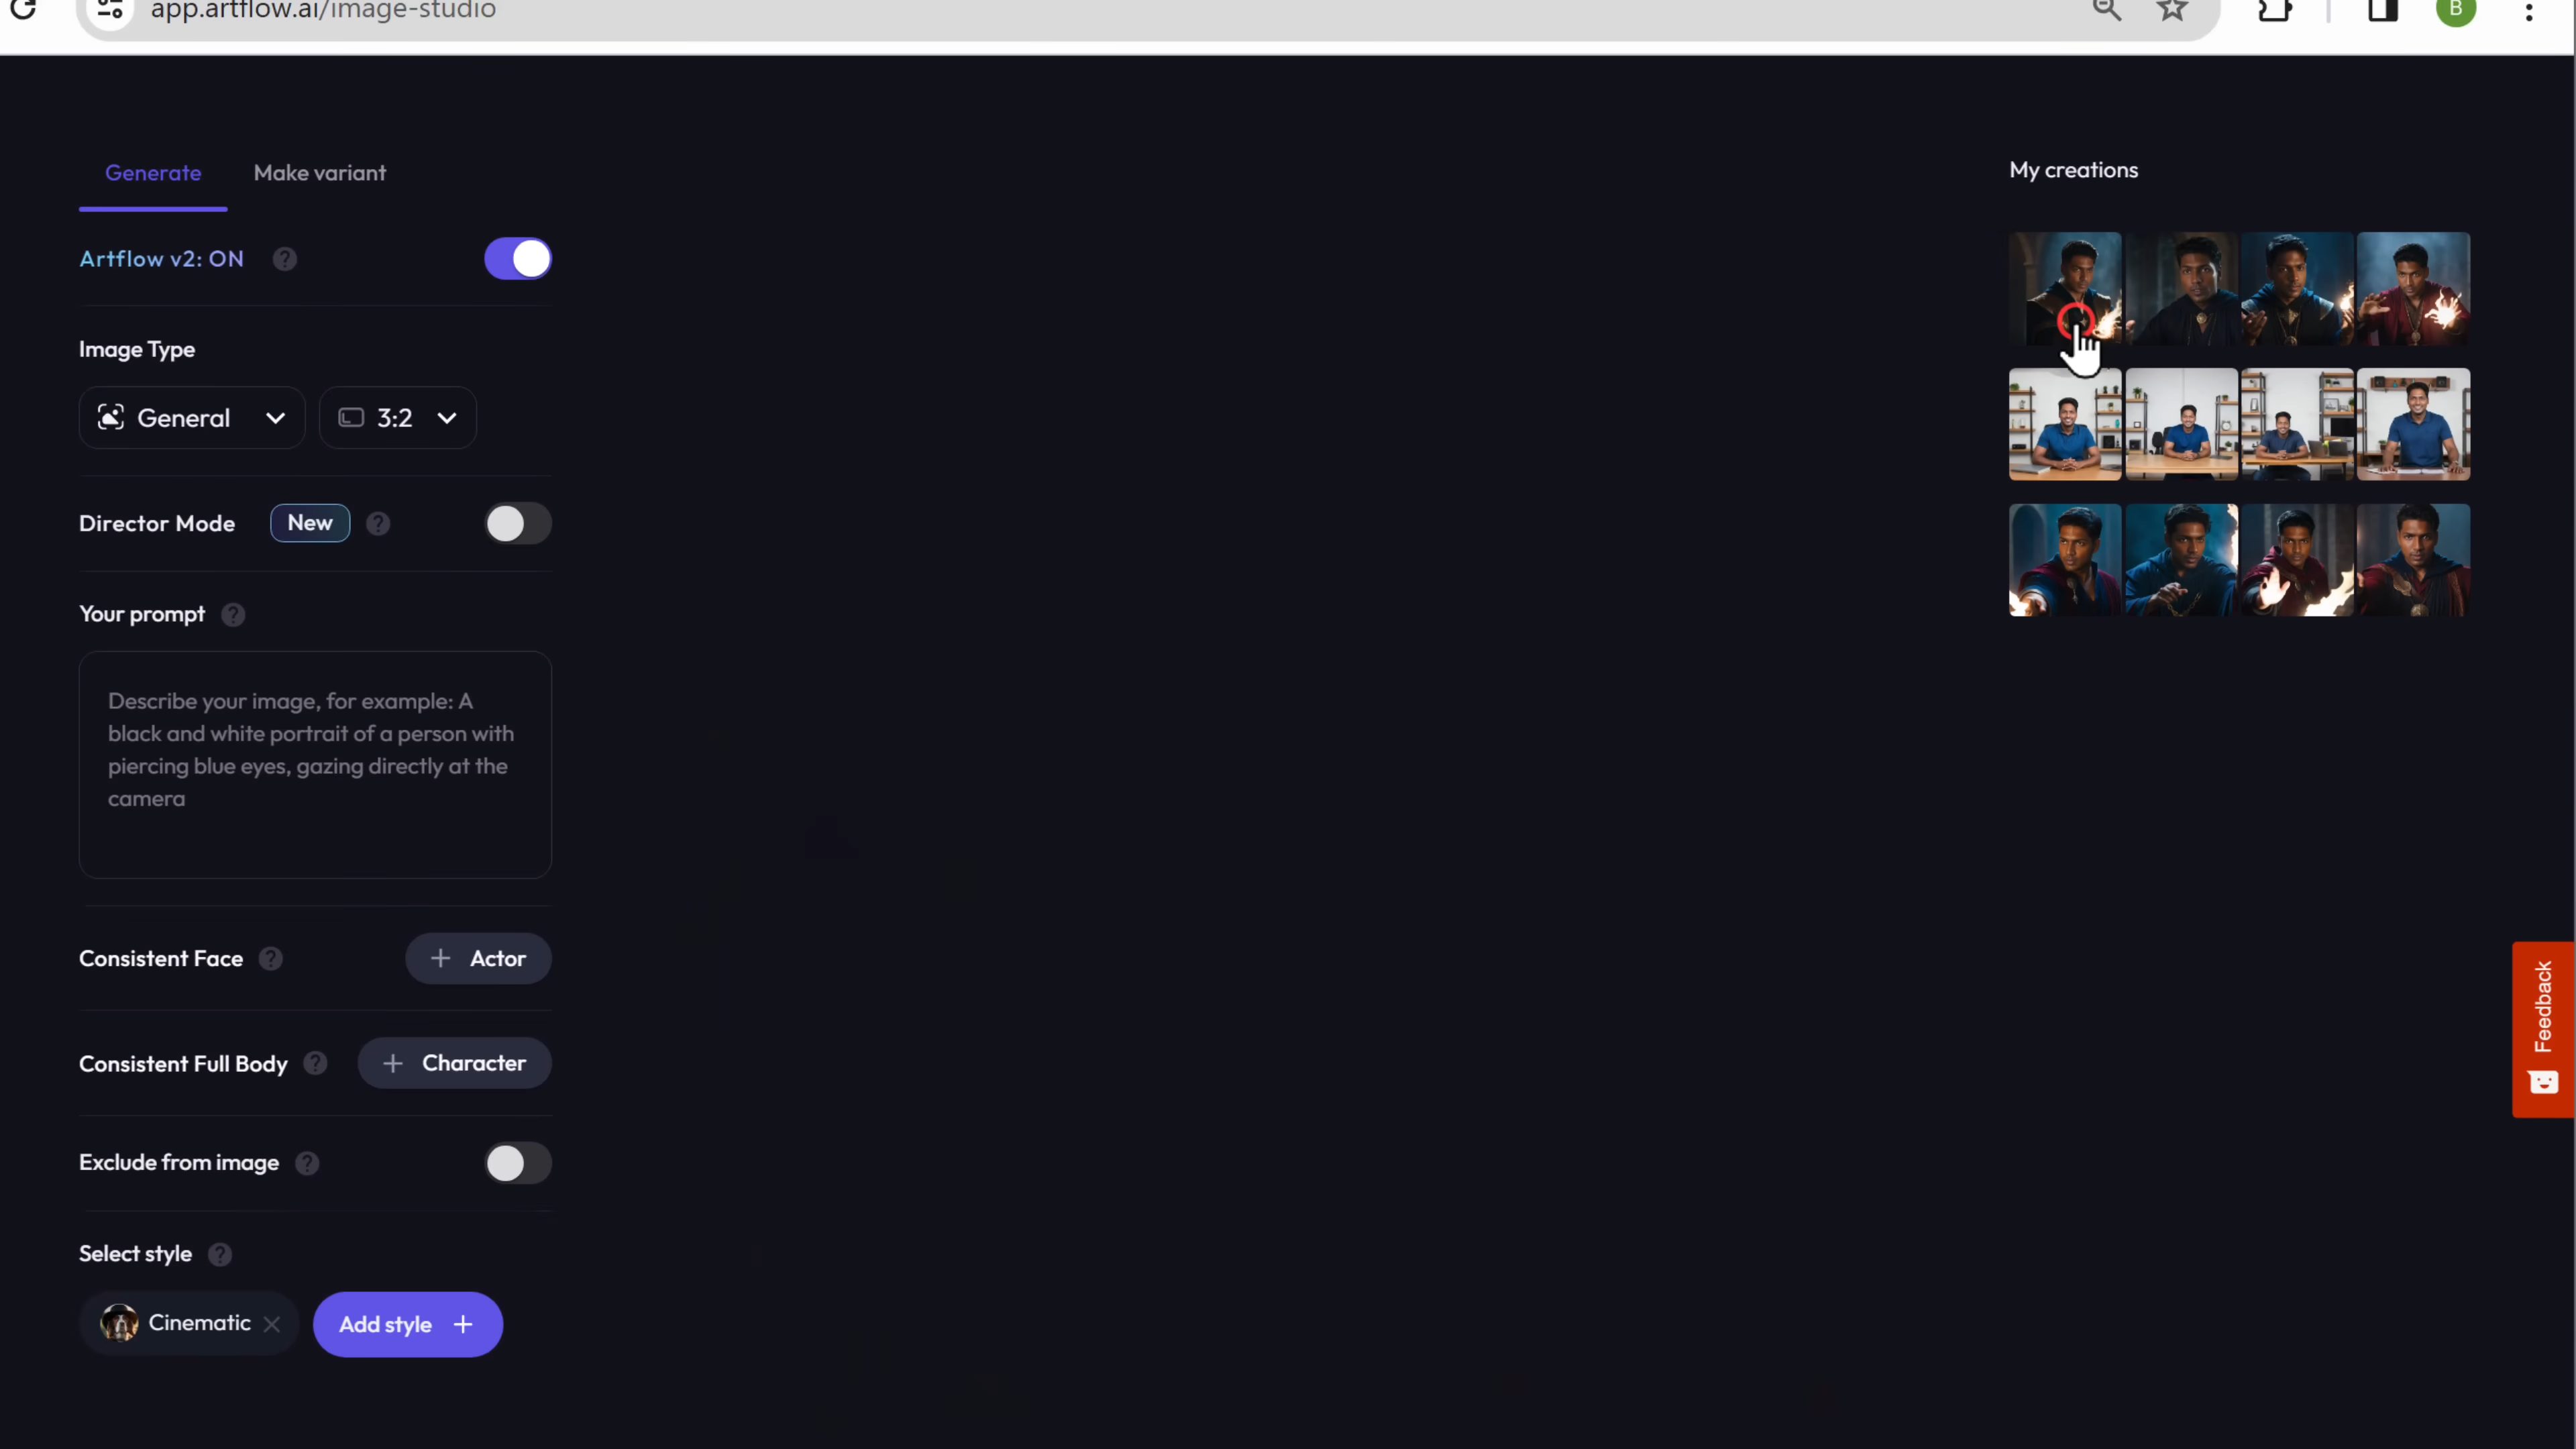 app.artflow.ai/image-studio
B
Generate
Make variant
My creations
Artflow v2: ON
?
Image Type
General
3:2
Director Mode
New
?
Your prompt
?
Describe your image, for example: A
black and white portrait of a person with
piercing blue eyes, gazing directly at the
camera
Consistent Face
?
+ Actor
Consistent Full Body
?
+ Character
Feedback
Exclude from image
?
Select style
?
Cinematic
Add style +